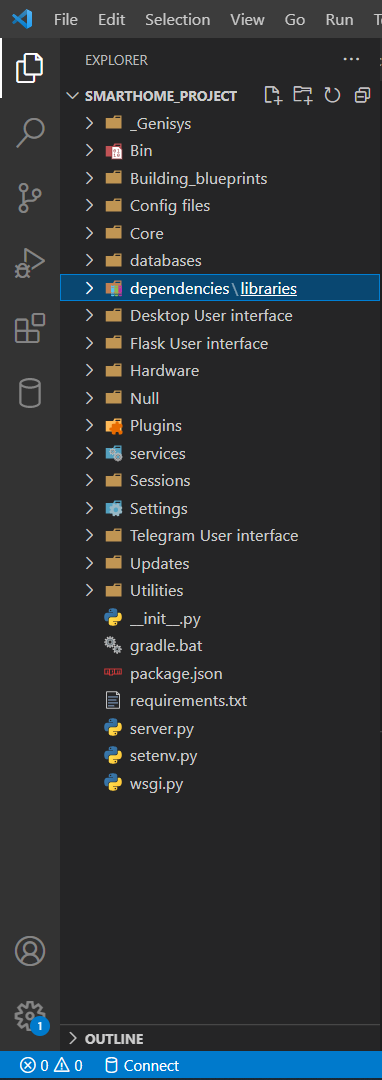 File Edit Selection View Go Run
EXPLORER
SMARTHOME_PROJECT
_Genisys
Bin
Building_blueprints
Config files
Core
databases
dependencies\libraries
Desktop User interface
Flask User interface
Hardware
Null
Plugins
services
Sessions
Settings
Telegram User interface
Updates
Utilities
__init__.py
gradle.bat
package.json
requirements.txt
server.py
setenv.py
wsgi.py
1
OUTLINE
0 0 Connect